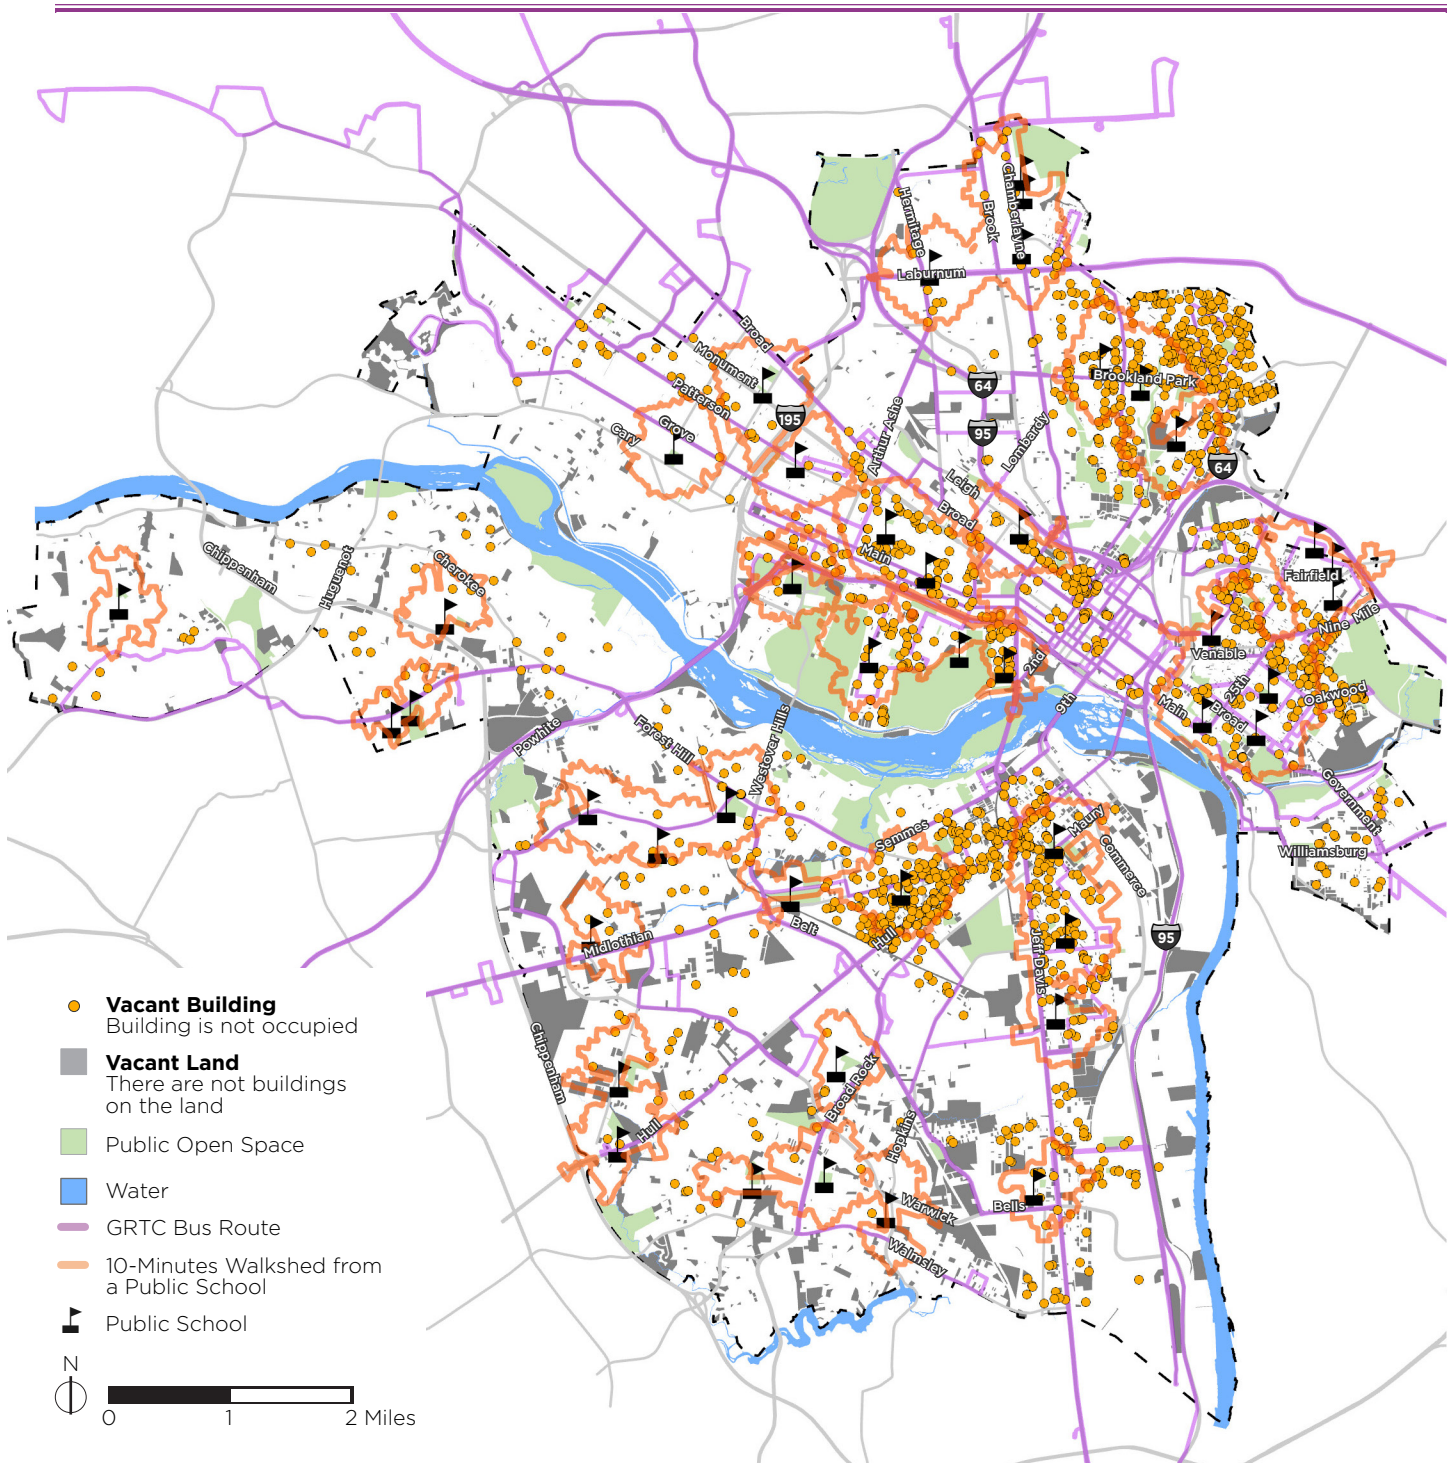 Hermitage
Brook
Chamberlayne
Laburnum
Broad
Monument
Patterson
64
Brookland Park
195
Grove
Cary
Arthur Ashe
95
Lombardy
64
Leigh
Broad
Main
Chippenham
Huguenot
Cherokee
Fairfield
Nine Mile
Venable
2nd
25th
Oakwood
9th
Main
Broad
Powhite
Forest Hill
Westover Hills
Government
Semmes
Maury
Commerce
Williamsburg
Belt
Hull
Midlothian
Jeff Davis
95
Chippenham
Broad Rock
Hull
Hopkins
Warwick
Bells
Walmsley
Vacant Building
Building is not occupied
Vacant Land
There are not buildings
on the land
Public Open Space
Water
GRTC Bus Route
10-Minutes Walkshed from
a Public School
Public School
N
0 1 2 Miles